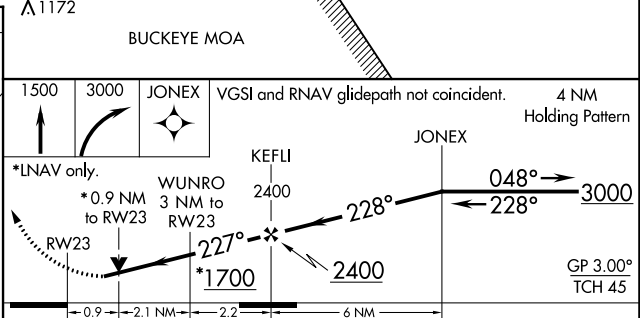 1172
BUCKEYE MOA
1500
3000
JONEX
VGSI and RNAV glidepath not coincident.
4 NM
Holding Pattern
JONEX
*LNAV only.
KEFLI
2400
WUNRO
3 NM to
RW23
*0.9 NM
to RW23
RW23
048°
228°
3000
228°
227°
*1700
2400
GP 3.00°
TCH 45
0.9
2.1 NM
2.2
6 NM